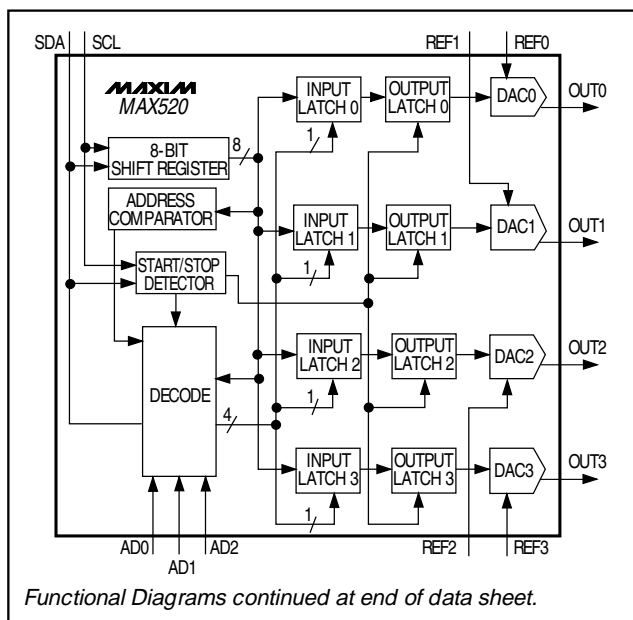 SDA SCL REF1 REF0
MAXIM
MAX520
INPUT
LATCH 0
OUTPUT
LATCH 0
DAC0
OUT0
1
8-BIT
SHIFT REGISTER
8
ADDRESS
COMPARATOR
INPUT
LATCH 1
OUTPUT
LATCH 1
DAC1
OUT1
1
START/STOP
DETECTOR
INPUT
LATCH 2
OUTPUT
LATCH 2
DAC2
OUT2
1
DECODE
4
INPUT
LATCH 3
OUTPUT
LATCH 3
DAC3
OUT3
1
AD0
AD1
AD2
REF2 REF3
Functional Diagrams continued at end of data sheet.